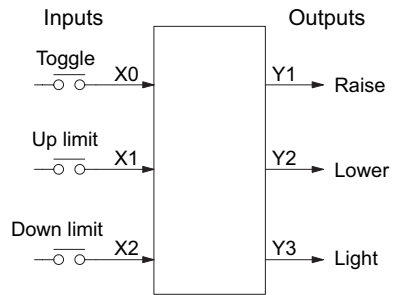 Inputs Outputs
Toggle
X0 Y1 Raise
Up limit
X1 Y2 Lower
Down limit
X2 Y3 Light